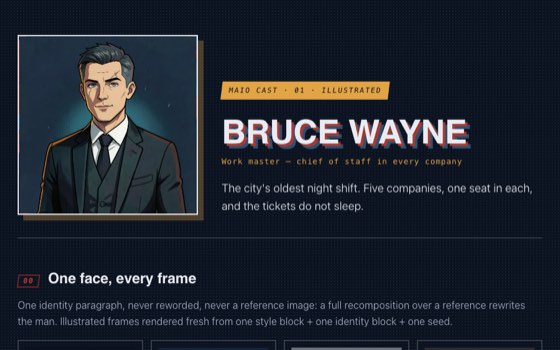 MAIO CAST · 01 · ILLUSTRATED
BRUCE WAYNE
Work master — chief of staff in every company
The city's oldest night shift. Five companies, one seat in each,
and the tickets do not sleep.
00
One face, every frame
One identity paragraph, never reworded, never a reference image: a full recomposition over a reference rewrites
the man. Illustrated frames rendered fresh from one style block + one identity block + one seed.